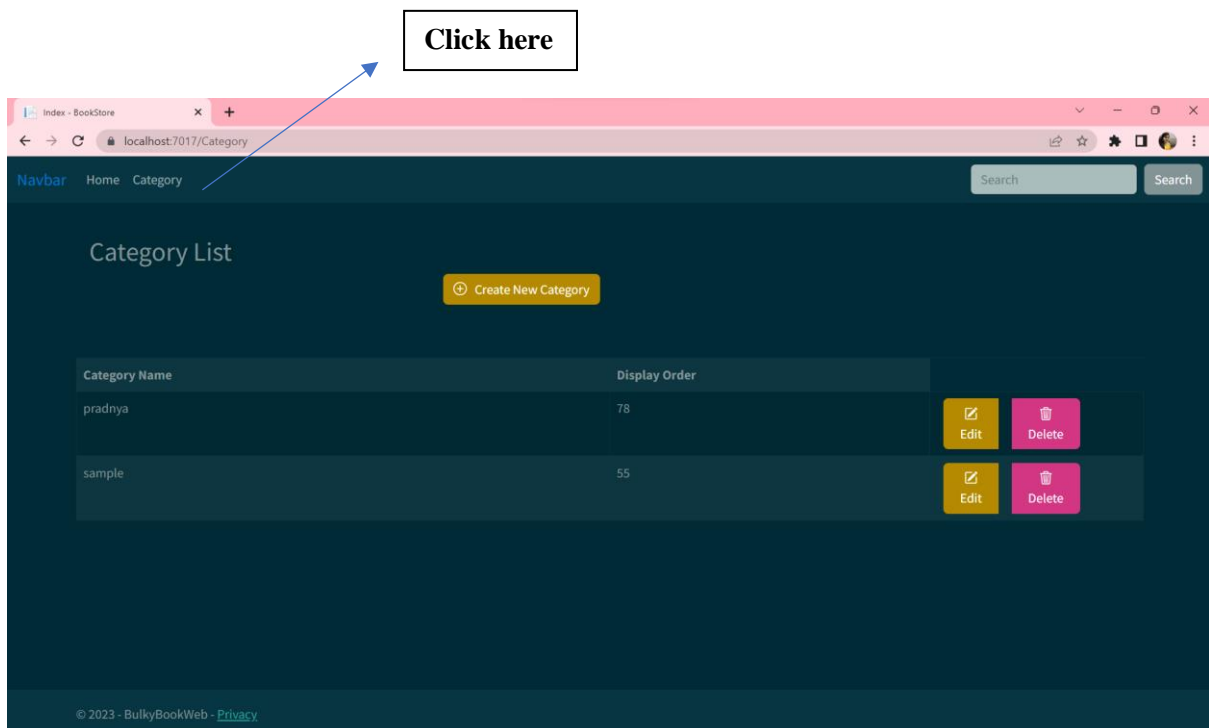 Click here
Index - BookStore
localhost:7017/Category
Navbar Home Category Search Search
Category List
Create New Category
Category Name Display Order
pradnya 78 Edit Delete
sample 55 Edit Delete
© 2023 - BulkyBookWeb - Privacy